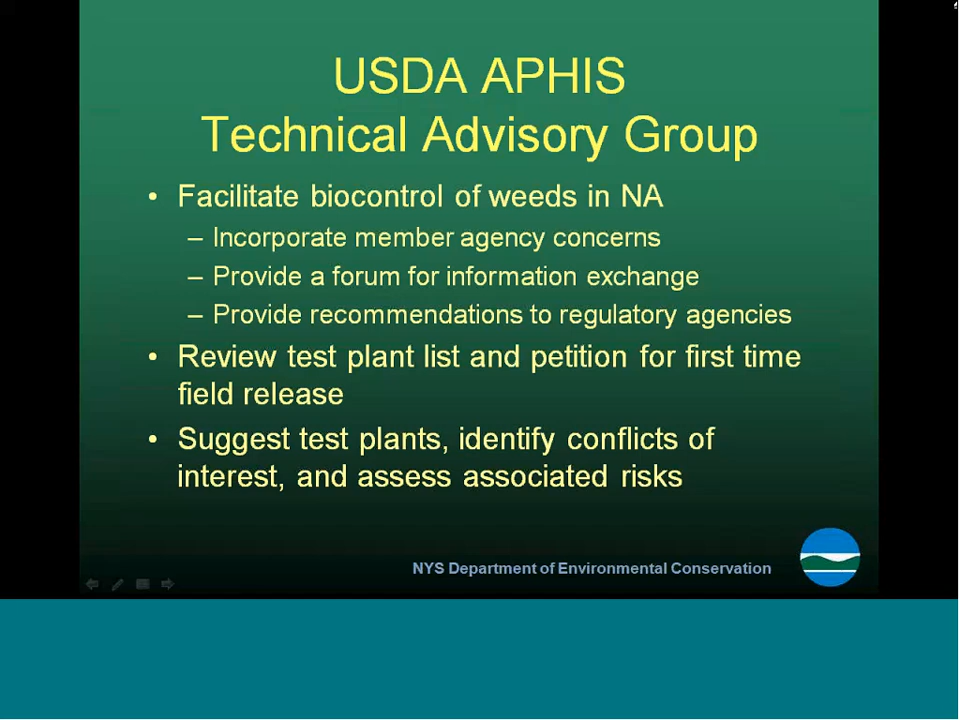 USDA APHIS
Technical Advisory Group
• Facilitate biocontrol of weeds in NA
– Incorporate member agency concerns
– Provide a forum for information exchange
– Provide recommendations to regulatory agencies
• Review test plant list and petition for first time
field release
• Suggest test plants, identify conflicts of
interest, and assess associated risks
NYS Department of Environmental Conservation